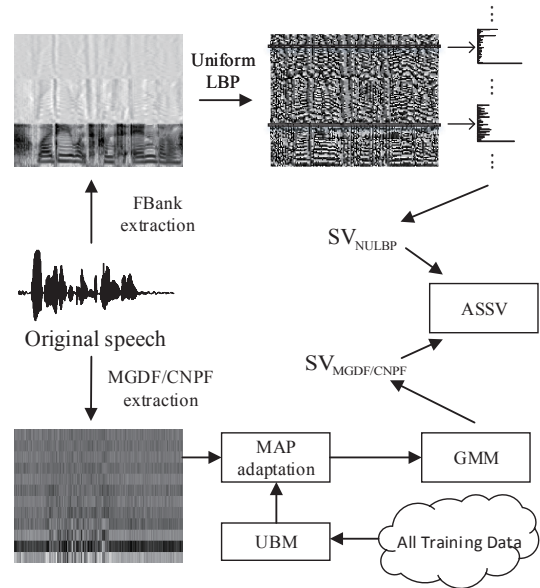 Uniform
LBP
FBank
extraction
SV_NULBP
ASSV
Original speech
MGDF/CNPF
extraction
SV_MGDF/CNPF
MAP
adaptation
GMM
UBM
All Training Data